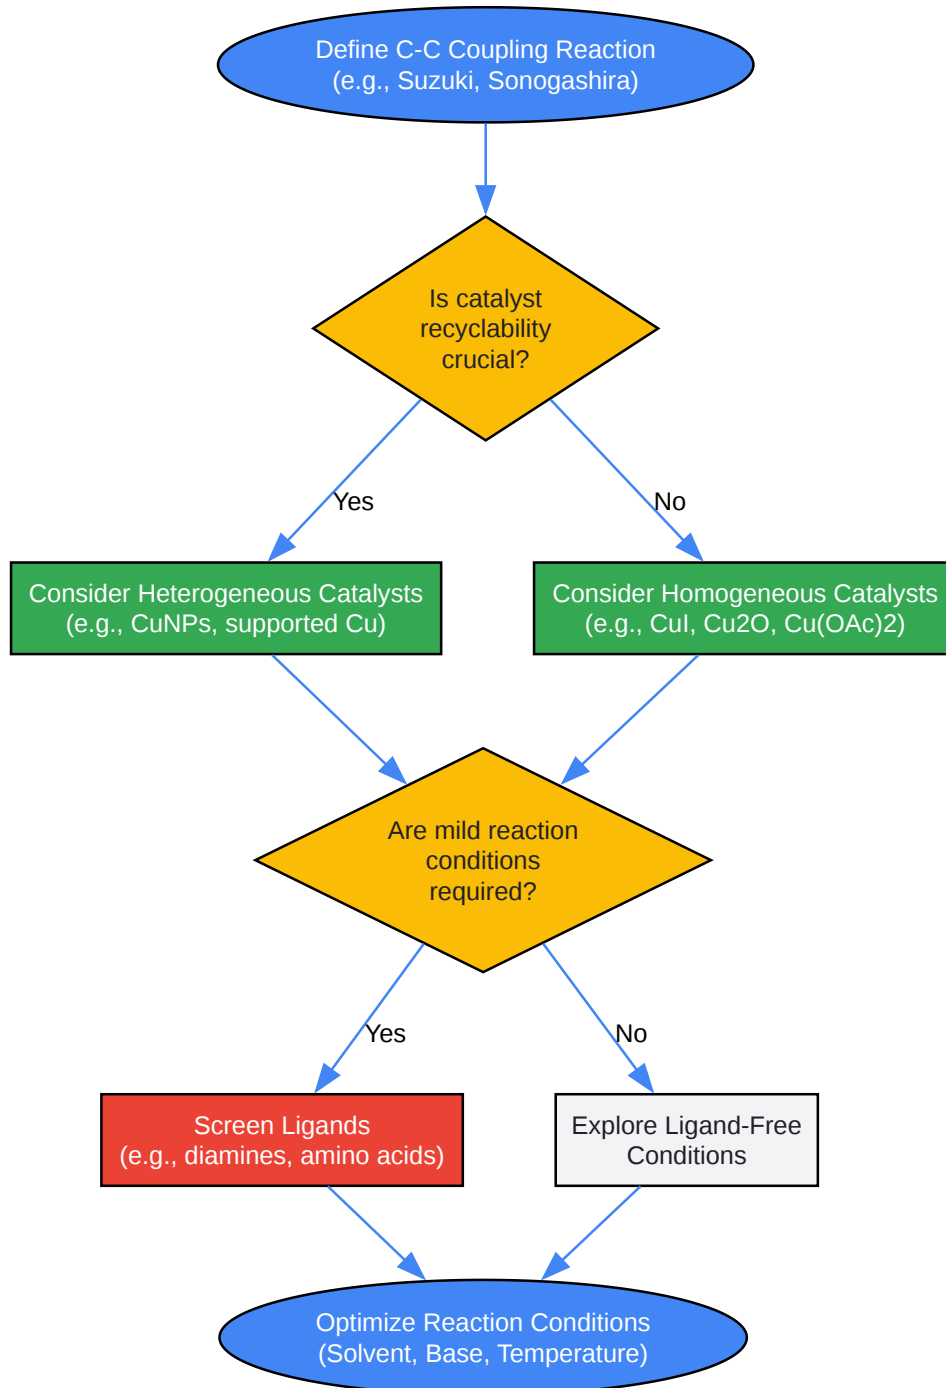 Define C-C Coupling Reaction
(e.g., Suzuki, Sonogashira)
Is catalyst
recyclability
crucial?
Yes
No
Consider Heterogeneous Catalysts
(e.g., CuNPs, supported Cu)
Consider Homogeneous Catalysts
(e.g., CuI, Cu2O, Cu(OAc)2)
Are mild reaction
conditions
required?
Yes
No
Screen Ligands
(e.g., diamines, amino acids)
Explore Ligand-Free
Conditions
Optimize Reaction Conditions
(Solvent, Base, Temperature)